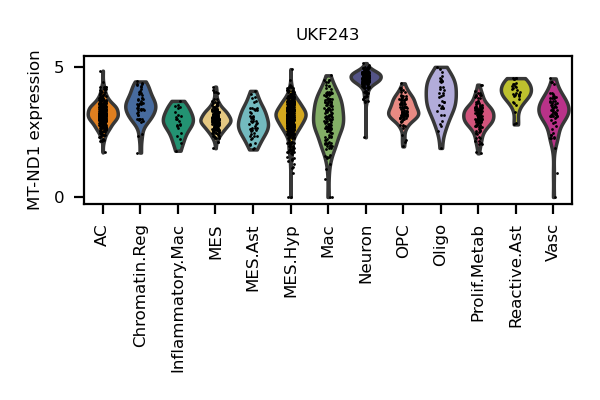 UKF243
MT-ND1 expression
5
0
AC
Chromatin.Reg
Inflammatory.Mac
MES
MES.Ast
MES.Hyp
Mac
Neuron
OPC
Oligo
Prolif.Metab
Reactive.Ast
Vasc